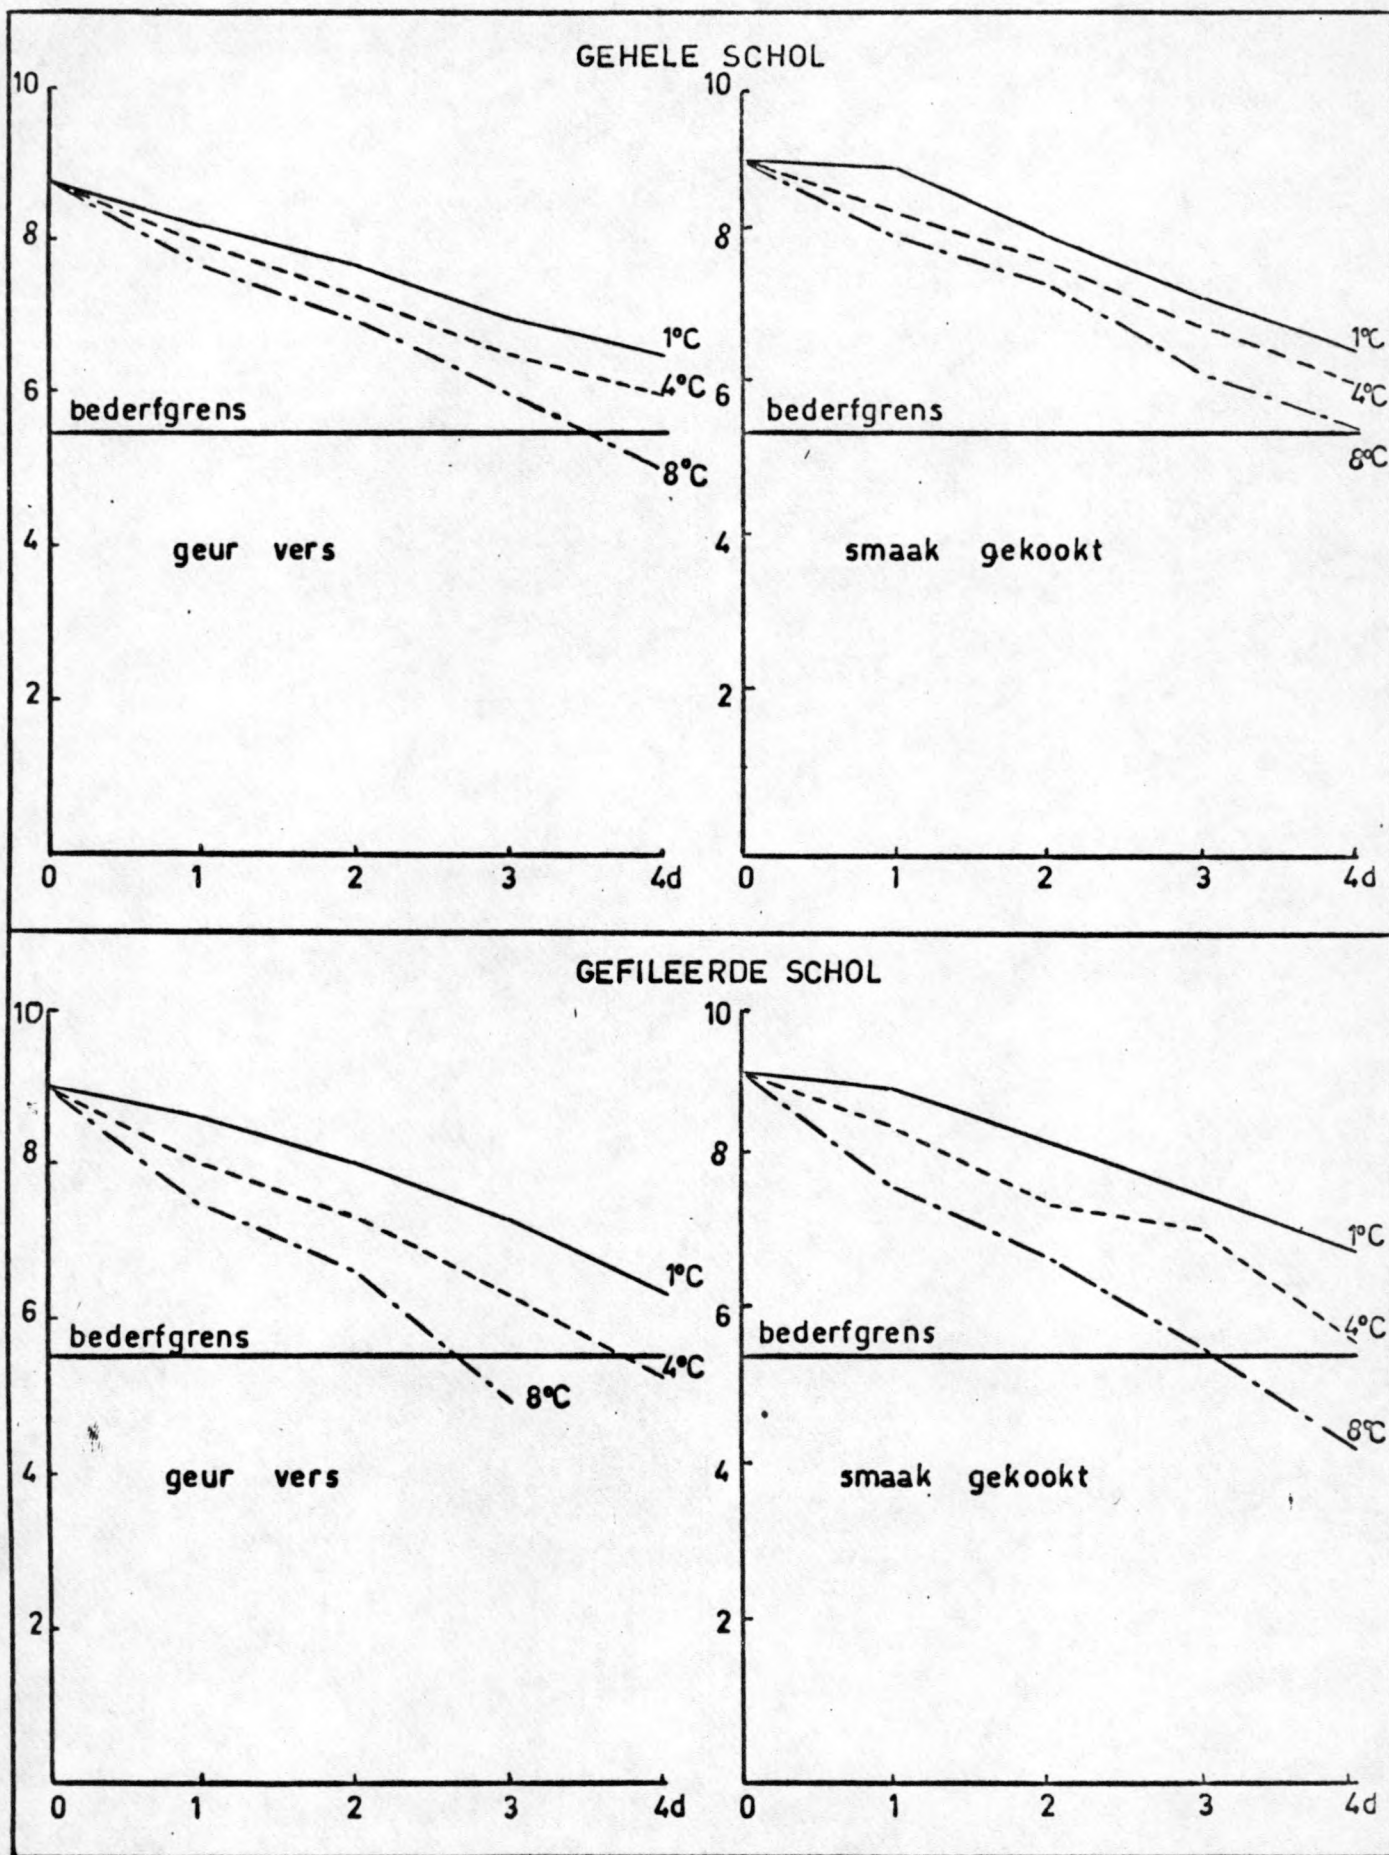 GEHELE SCHOL
10
8
6
4
2
bederfgrens
1°C
4°C
8°C
geur vers
0 1 2 3 4d
10
8
6
4
2
bederfgrens
1°C
4°C
8°C
smaak gekookt
0 1 2 3 4d
GEFILEERDE SCHOL
10
8
6
4
2
bederfgrens
1°C
4°C
8°C
geur vers
0 1 2 3 4d
10
8
6
4
2
bederfgrens
1°C
4°C
8°C
smaak gekookt
0 1 2 3 4d